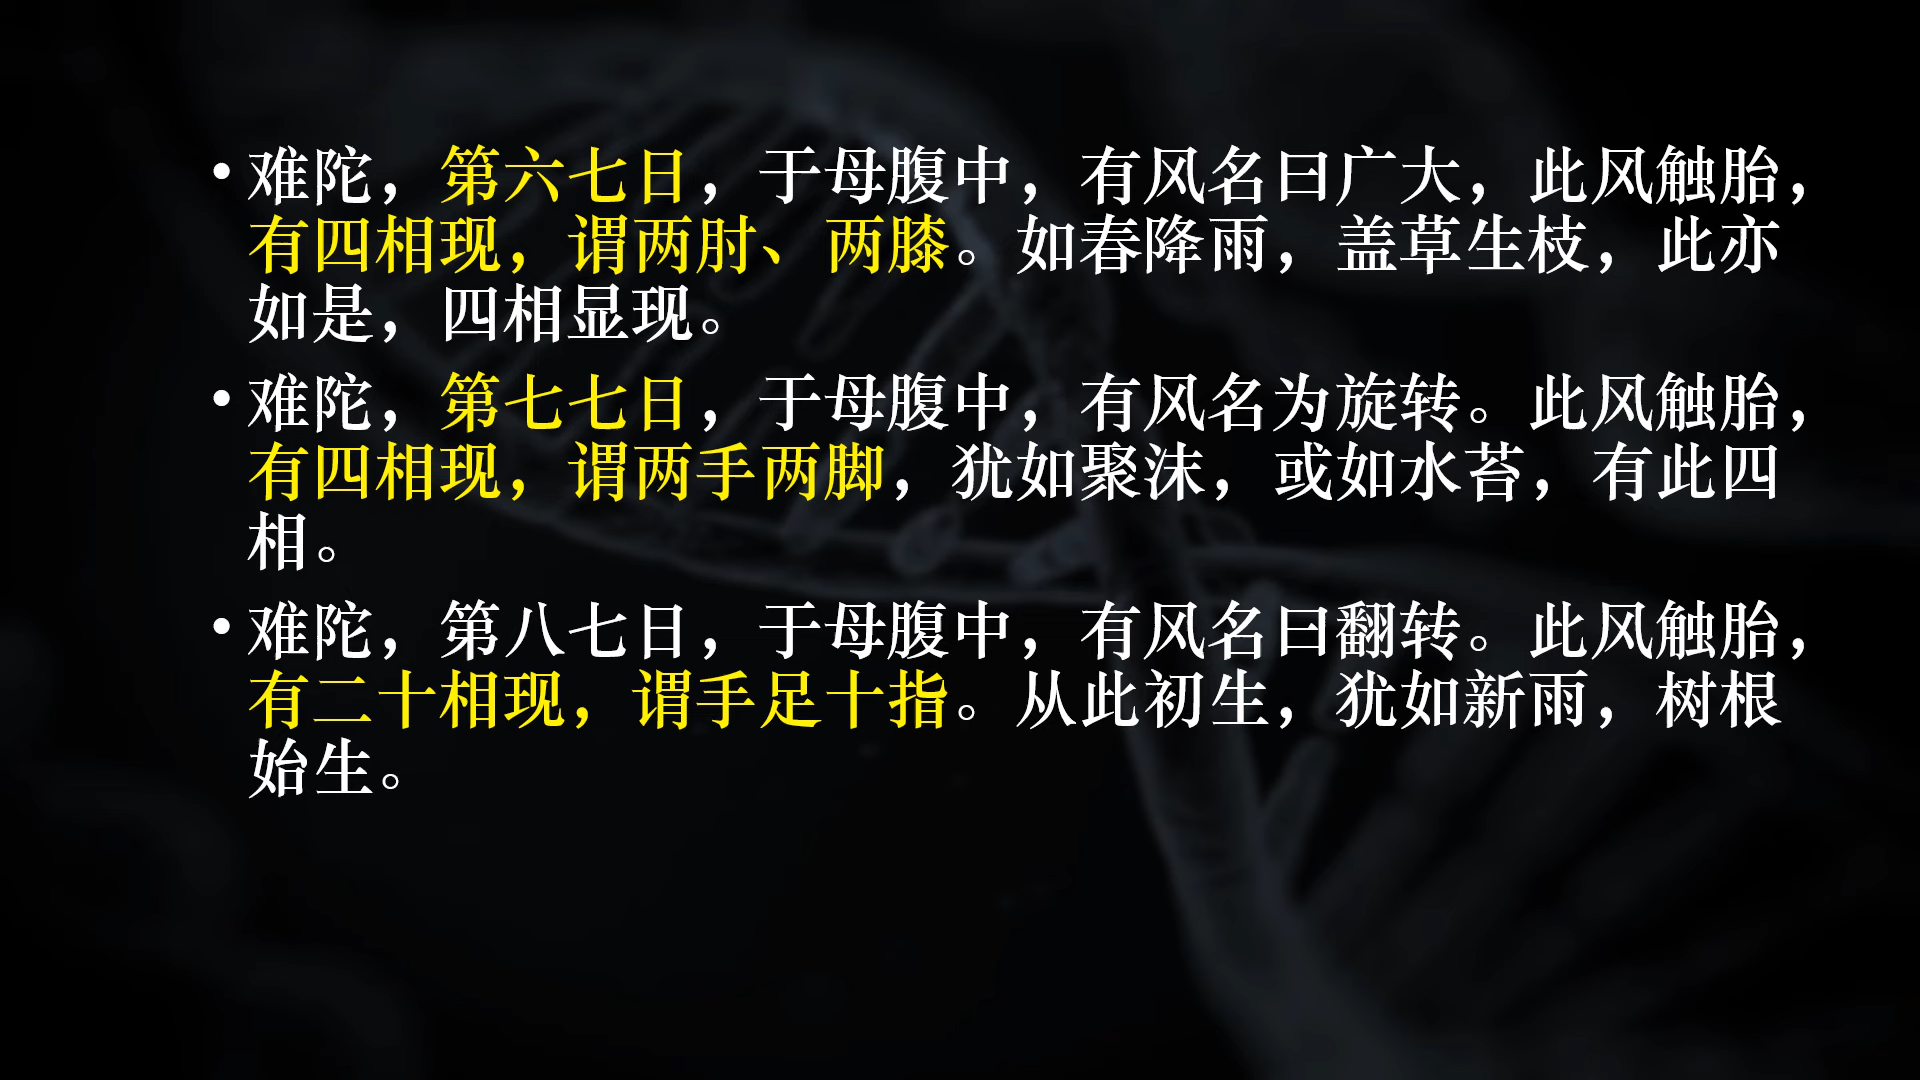 • 难陀，第六七日，于母腹中，有风名曰广大，此风触胎，
有四相现，谓两肘、两膝。如春降雨，盖草生枝，此亦
如是，四相显现。
• 难陀，第七七日，于母腹中，有风名为旋转。此风触胎，
有四相现，谓两手两脚，犹如聚沫，或如水苔，有此四
相。
• 难陀，第八七日，于母腹中，有风名曰翻转。此风触胎，
有二十相现，谓手足十指。从此初生，犹如新雨，树根
始生。